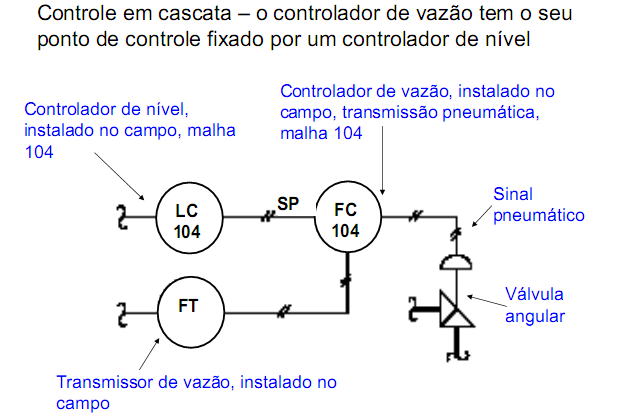 Controle em cascata – o controlador de vazão tem o seu
ponto de controle fixado por um controlador de nível
Controlador de nível,
instalado no campo, malha
104
Controlador de vazão, instalado no
campo, transmissão pneumática,
malha 104
LC
104
SP
FC
104
Sinal
pneumático
FT
Válvula
angular
Transmissor de vazão, instalado no
campo